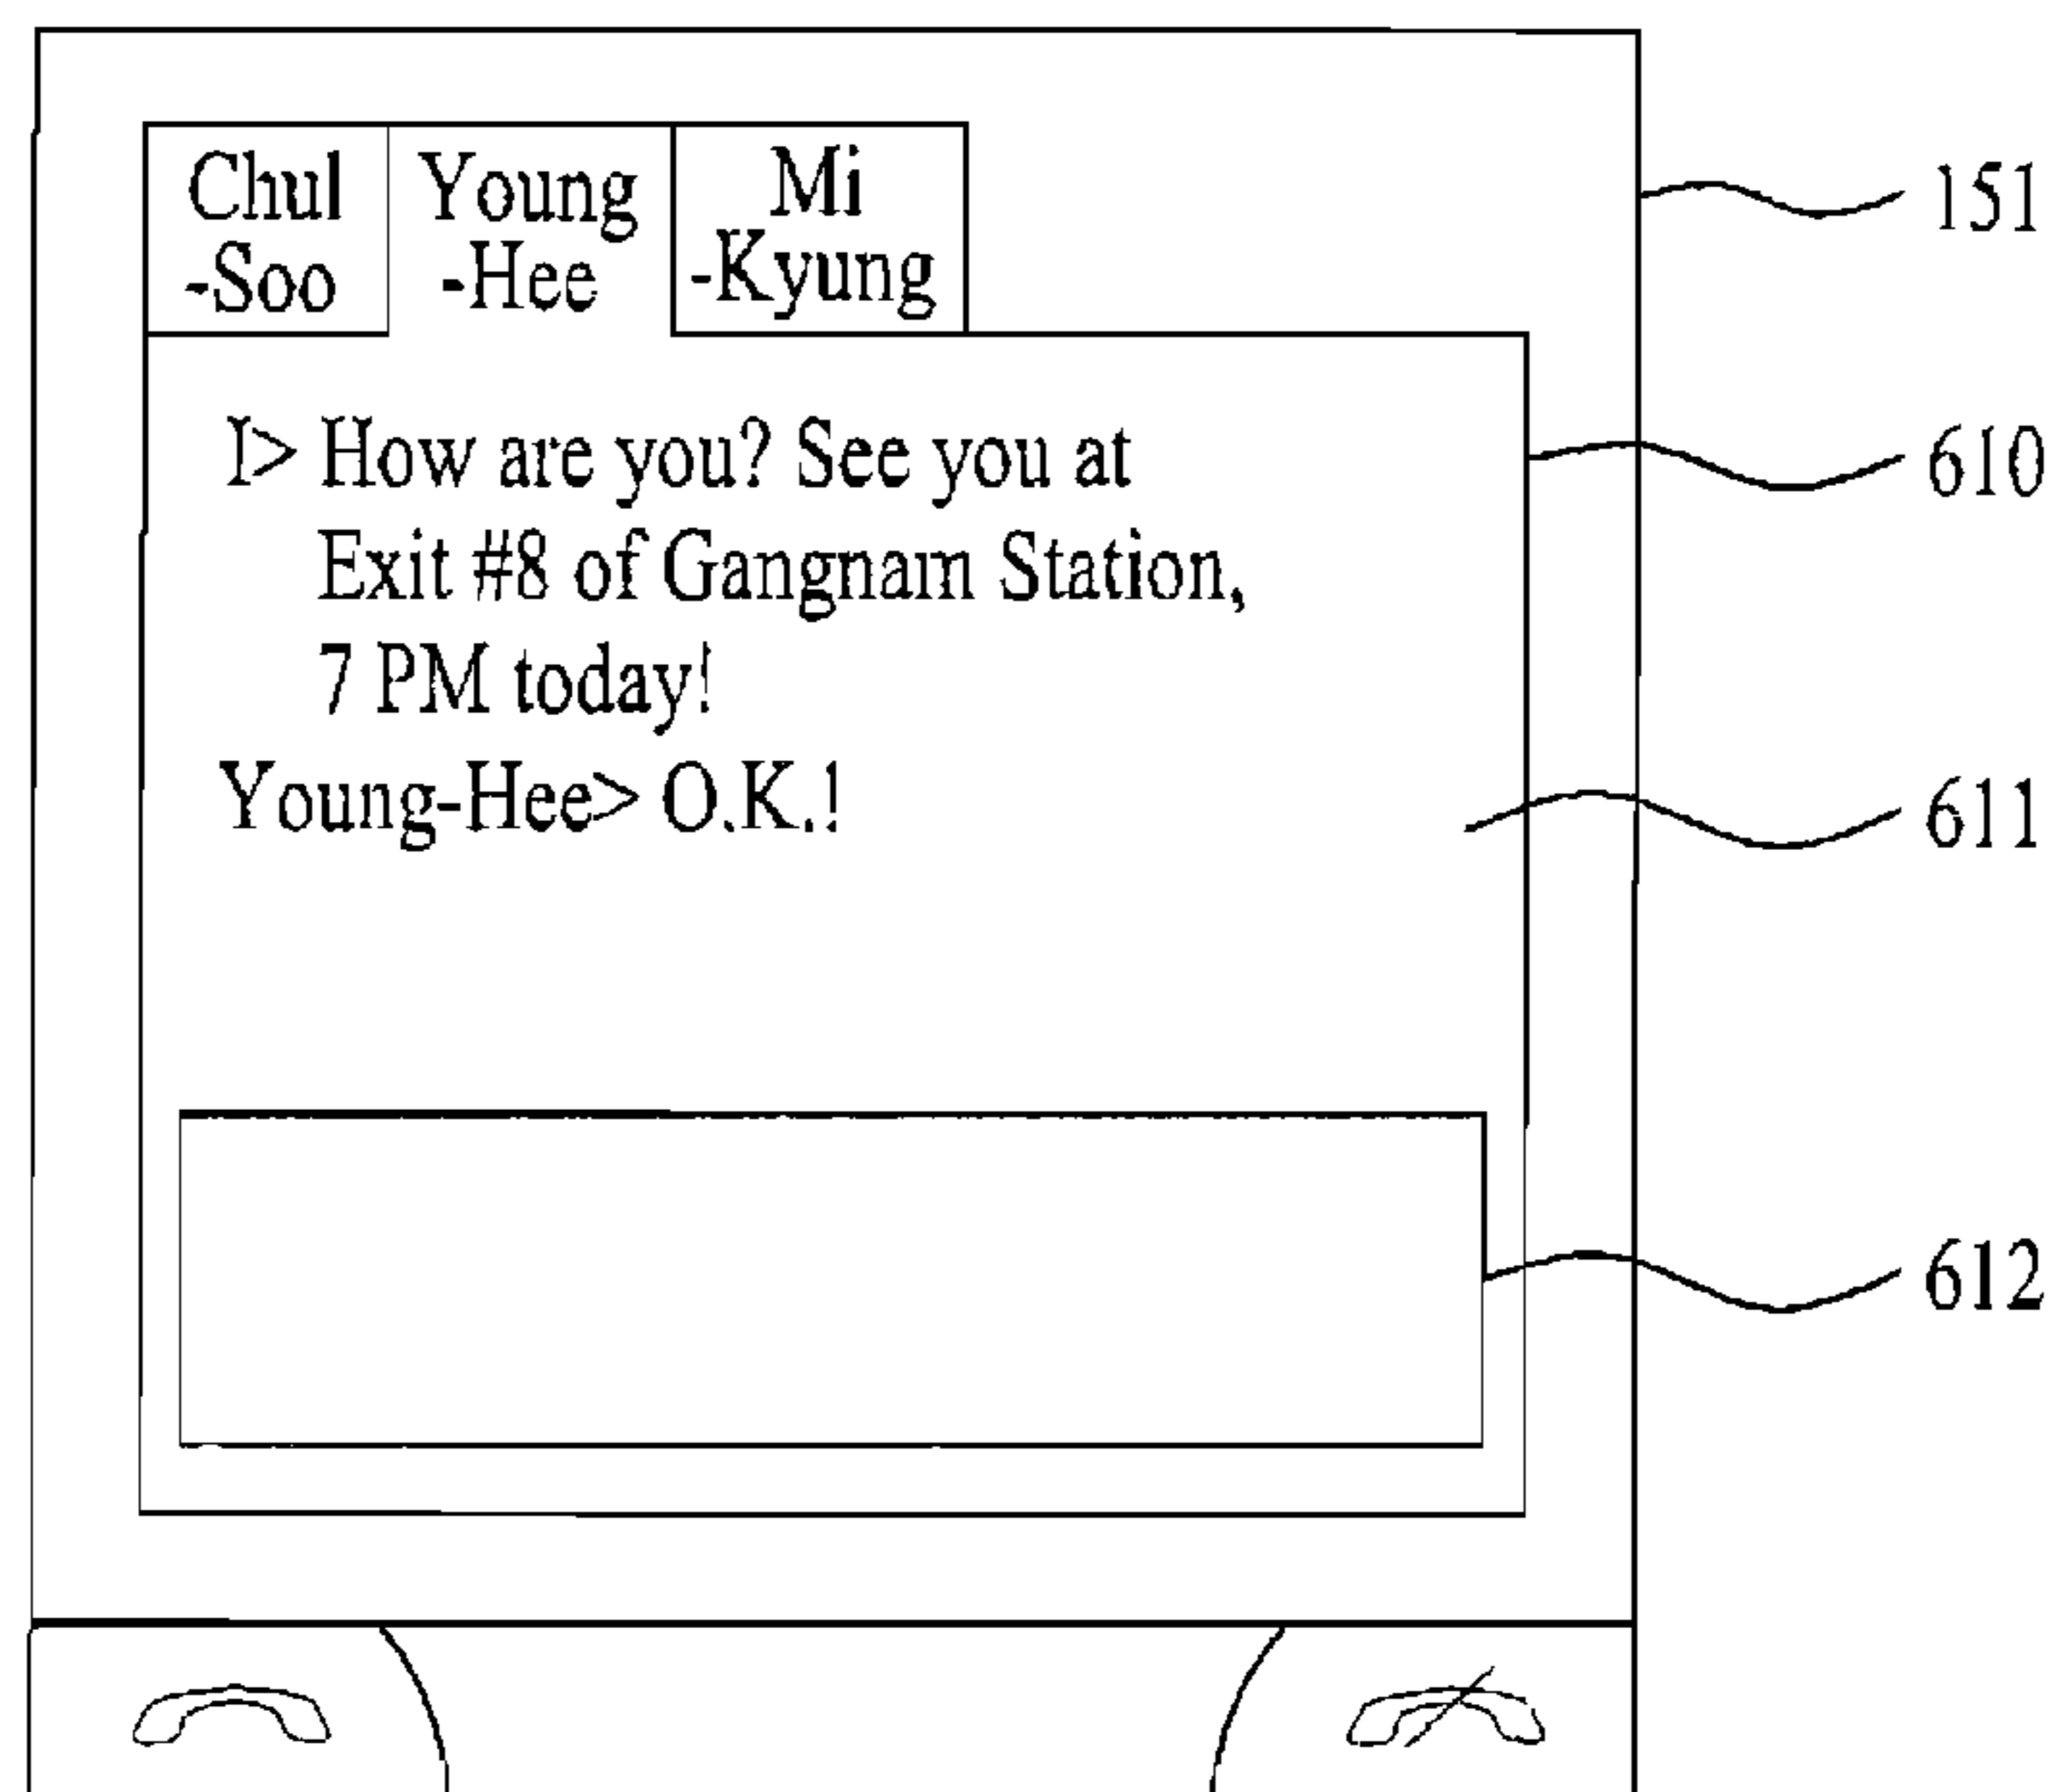 Chul
-Soo
Young
-Hee
Mi
-Kyung
151
I> How are you? See you at
610
Exit #8 of Gangnam Station,
7 PM today!
Young-Hee> O.K.!
611
612